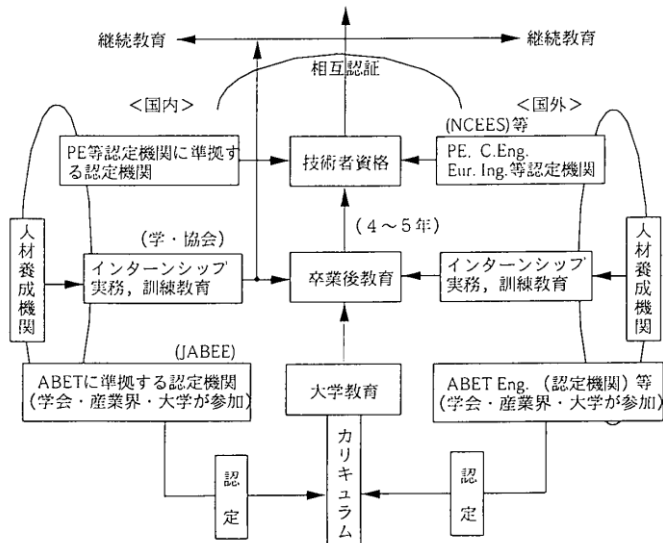 継続教育
継続教育
相互認証
<国内>
<国外>
(NCEES)等
PE等認定機関に準拠す
る認定機関
技術者資格
PE. C.Eng.
Eur. Ing.等認定機関
人材養成機関
(学・協会)
(4～5年)
人材養成機関
インターンシップ
実務，訓練教育
卒業後教育
インターンシップ
実務，訓練教育
(JABEE)
ABETに準拠する認定機関
(学会・産業界・大学が参加)
大学教育
ABET Eng. (認定機関) 等
(学会・産業界・大学が参加)
カリキュラム
認定
認定